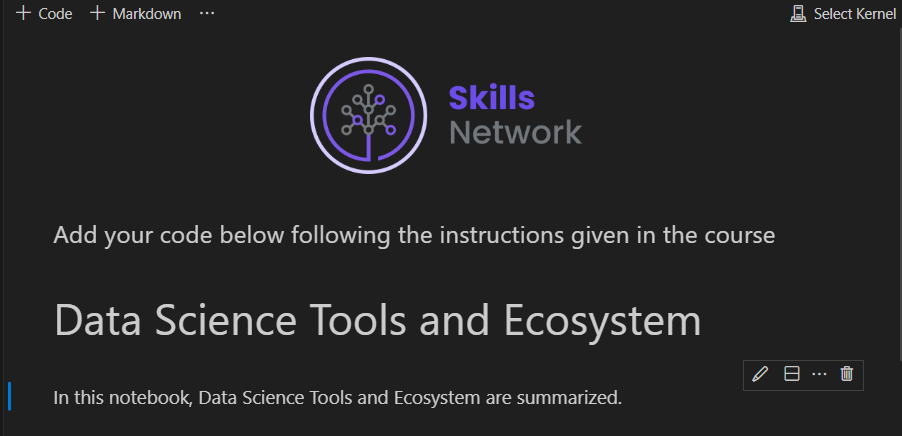 Code Markdown ··· Select Kernel
Skills
Network
Add your code below following the instructions given in the course
Data Science Tools and Ecosystem
In this notebook, Data Science Tools and Ecosystem are summarized.